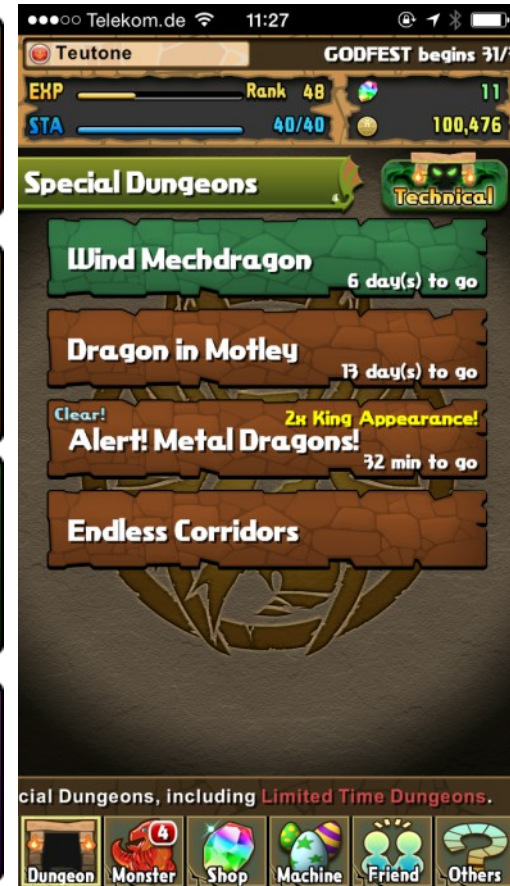 Telekom.de 11:27
Teutone GODFEST begins 31/
EXP Rank 48 11
STA 40/40 100,476
Special Dungeons Technical
Wind Mechdragon
6 day(s) to go
Dragon in Motley
13 day(s) to go
Clear! 2x King Appearance!
Alert! Metal Dragons!
32 min to go
Endless Corridors
cial Dungeons, including Limited Time Dungeons.
4
Dungeon Monster Shop Machine Friend Others